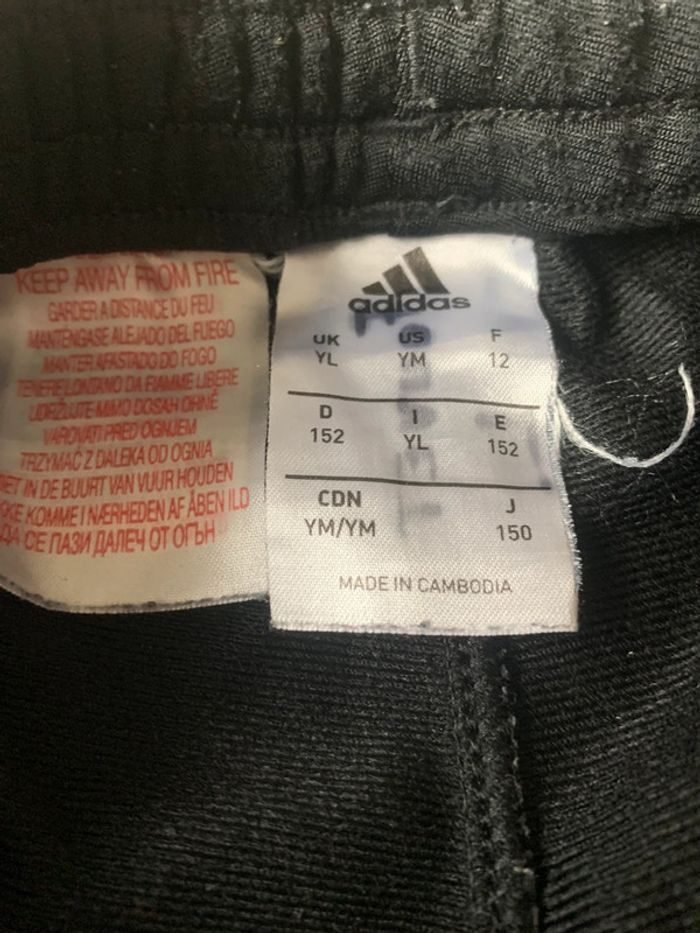 KEEP AWAY FROM FIRE
GARDER A DISTANCE DU FEU
MANTENGASE ALEJADO DEL FUEGO
MANTER AFASTADO DO FOGO
TENERE LONTANO DA FIAMME LIBERE
UDRŽUJTE MIMO DOSAH OHNĚ
VAROVATI PRED OGNJEM
TRZYMAĆ Z DALEKA OD OGNIA
NIET IN DE BUURT VAN VUUR HOUDEN
KOMME I NÆRHEDEN AF ÅBEN ILD
ДА СЕ ПАЗИ ДАЛЕЧ ОТ ОГЪН
adidas
UK US F
YL YM 12
D I E
152 YL 152
CDN J
YM/YM 150
MADE IN CAMBODIA